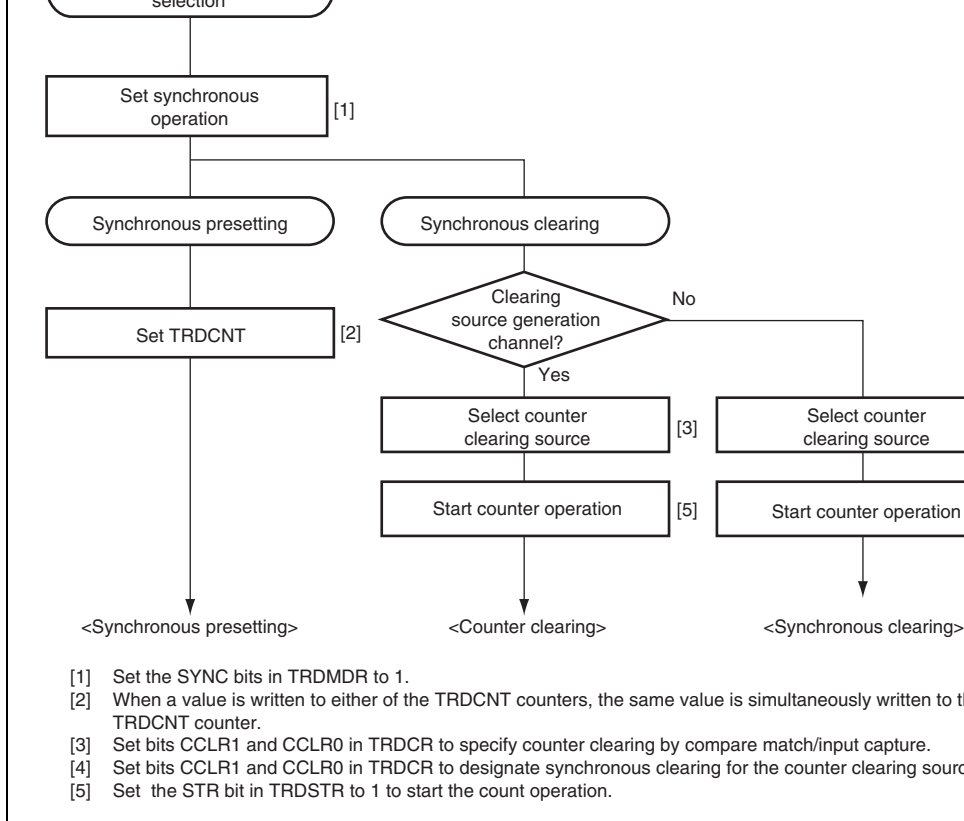 selection
Set synchronous
operation
[1]
Synchronous presetting
Synchronous clearing
Clearing
source generation
channel?
No
Yes
Set TRDCNT
[2]
Select counter
clearing source
[3]
Select counter
clearing source
Start counter operation
[5]
Start counter operation
<Synchronous presetting>
<Counter clearing>
<Synchronous clearing>
[1] Set the SYNC bits in TRDMDR to 1.
[2] When a value is written to either of the TRDCNT counters, the same value is simultaneously written to
TRDCNT counter.
[3] Set bits CCLR1 and CCLR0 in TRDCR to specify counter clearing by compare match/input capture.
[4] Set bits CCLR1 and CCLR0 in TRDCR to designate synchronous clearing for the counter clearing
[5] Set the STR bit in TRDSTR to 1 to start the count operation.